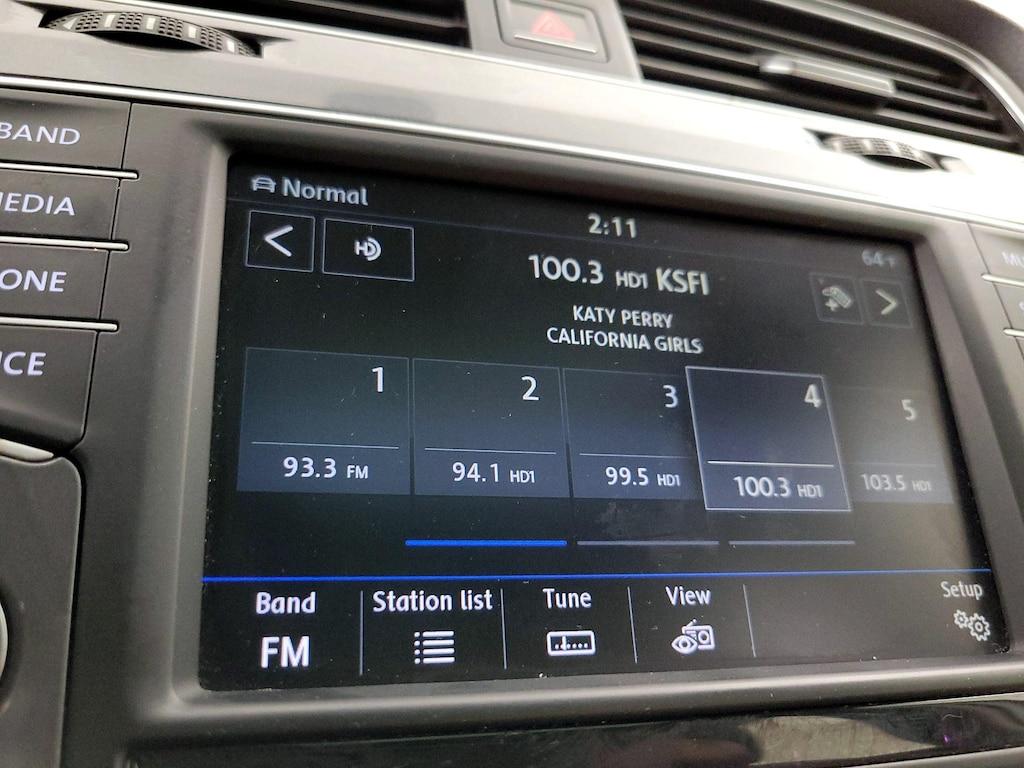 BAND
MEDIA
ONE
ICE
Normal
2:11
64°F
HD
100.3 HD1 KSFI
KATY PERRY
CALIFORNIA GIRLS
1
2
3
4
5
93.3 FM
94.1 HD1
99.5 HD1
100.3 HD1
103.5 HD1
Band
Station list
Tune
View
Setup
FM